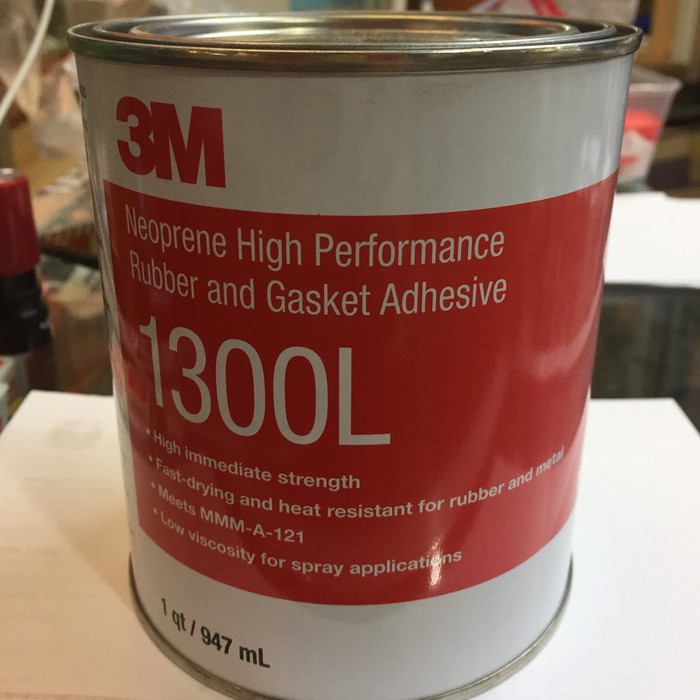 3M
Neoprene High Performance
Rubber and Gasket Adhesive
1300L
• High immediate strength
• Fast-drying and heat resistant for rubber and metal
• Meets MMM-A-121
• Low viscosity for spray applications
1 qt / 947 mL